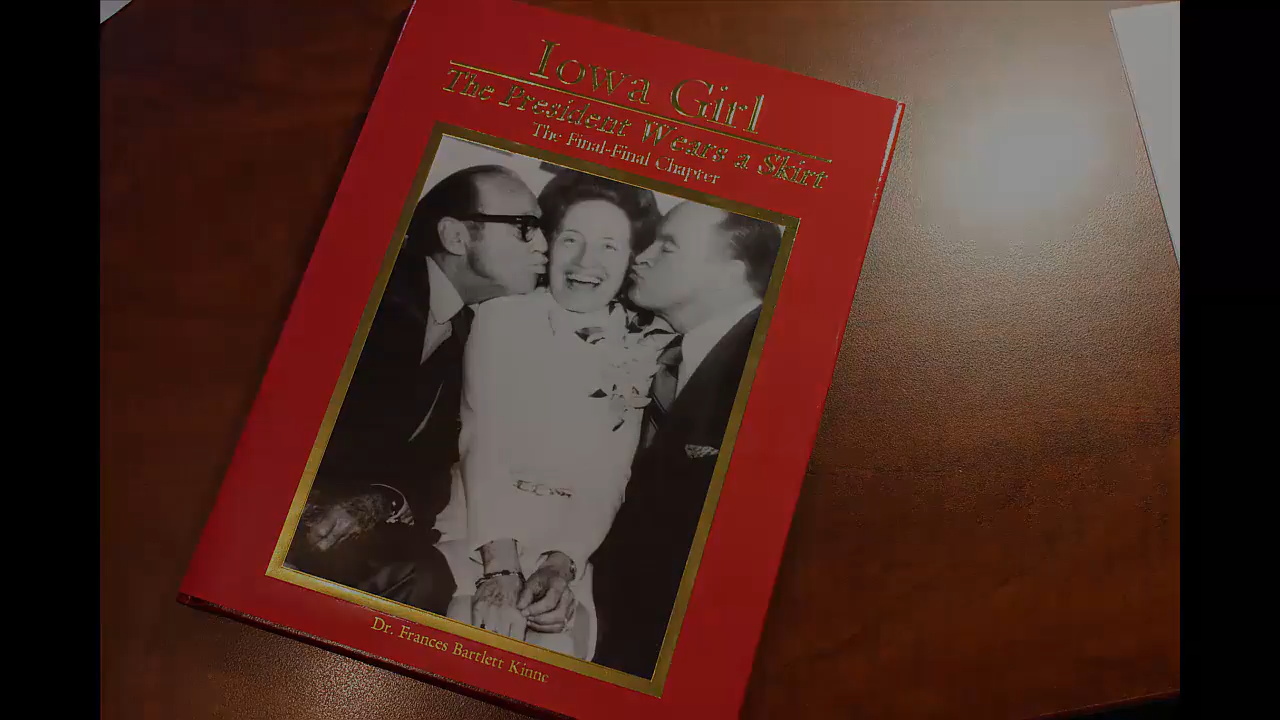 Iowa Girl
The President Wears a Skirt
The Final-Final Chapter
Dr. Frances Bartlett Kinne